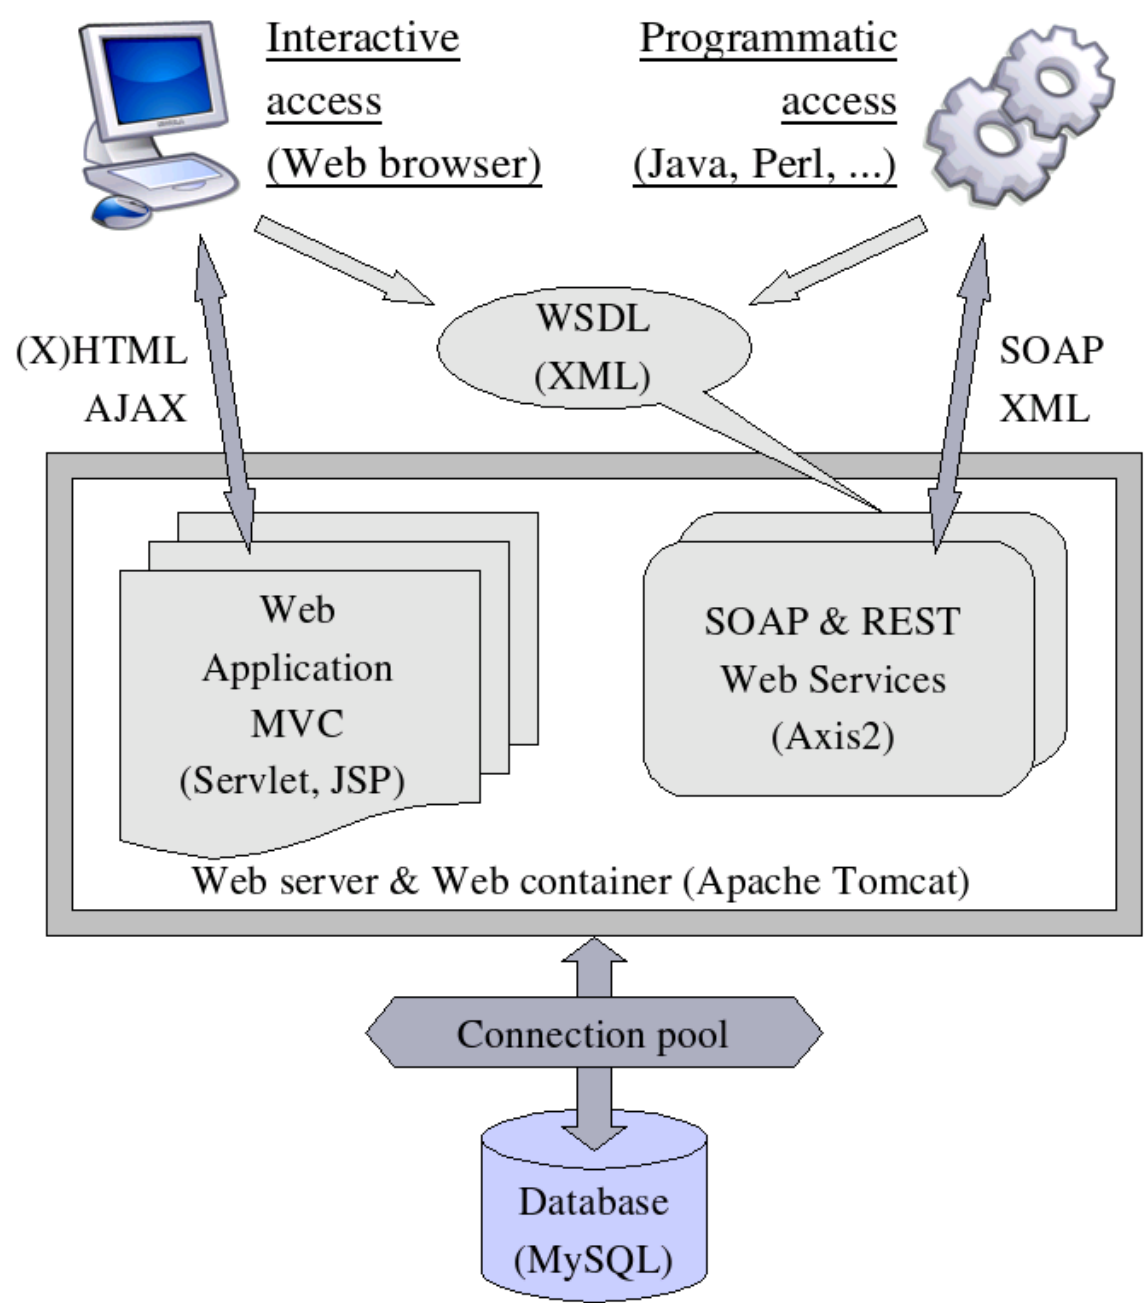 Interactive
access
(Web browser)
Programmatic
access
(Java, Perl, ...)
WSDL
(XML)
(X)HTML
AJAX
SOAP
XML
Web
Application
MVC
(Servlet, JSP)
SOAP & REST
Web Services
(Axis2)
Web server & Web container (Apache Tomcat)
Connection pool
Database
(MySQL)